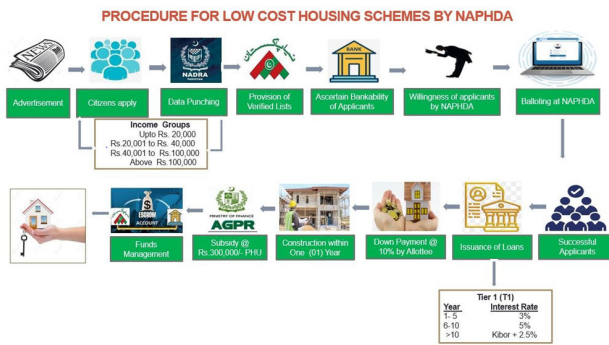 PROCEDURE FOR LOW COST HOUSING SCHEMES BY NAPHDA
NEWS
NADRA
BANK
Advertisement
Citizens apply
Data Punching
Provision of
Verified Lists
Ascertain Bankability
of Applicants
Willingness of applicants
by NAPHDA
Balloting at NAPHDA
Income Groups
Upto Rs. 20,000
Rs.20,001 to Rs. 40,000
Rs.40,001 to Rs.100,000
Above Rs.100,000
ESCROW
ACCOUNT
MINISTRY OF FINANCE
AGPR
Funds
Management
Subsidy @
Rs.300,000/- PHU
Construction within
One (01) Year
Down Payment @
10% by Allottee
Issuance of Loans
Successful
Applicants
Tier 1 (T1)
Year Interest Rate
1- 5 3%
6-10 5%
>10 Kibor + 2.5%